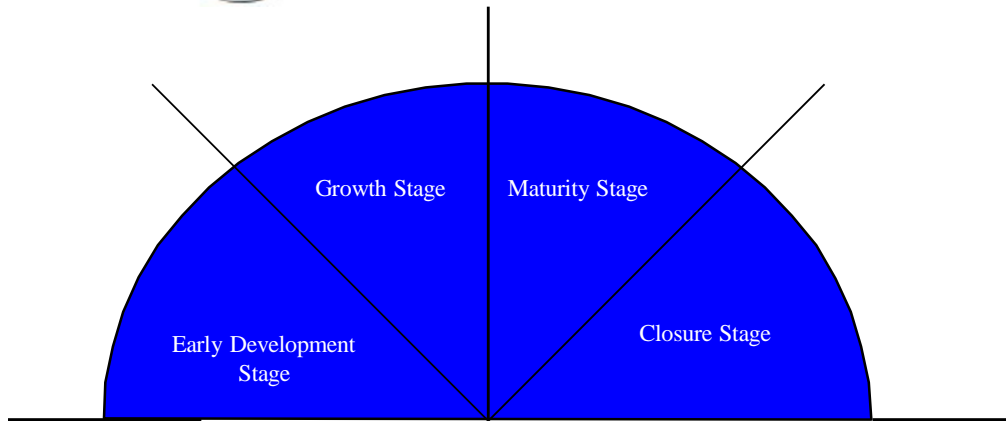 Growth Stage
Maturity Stage
Early Development
Stage
Closure Stage